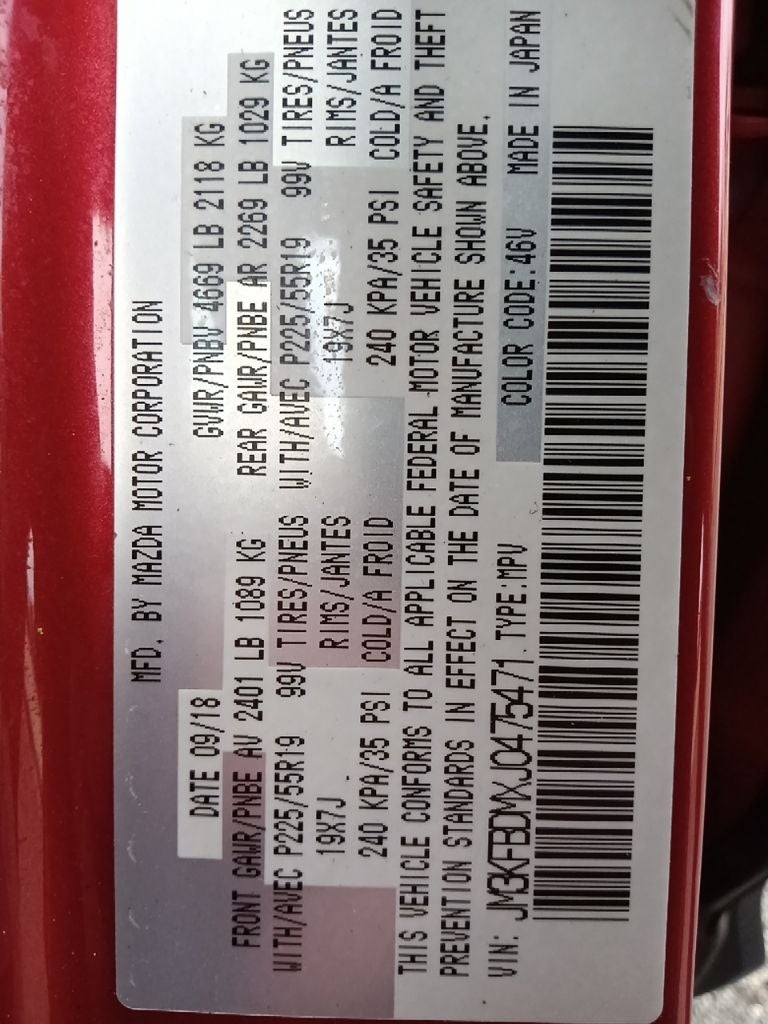 MFD. BY MAZDA MOTOR CORPORATION
DATE 09/18 GVWR/PNBV 4669 LB 2118 KG
FRONT GAWR/PNBE AV 2401 LB 1089 KG REAR GAWR/PNBE AR 2269 LB 1029 KG
WITH/AVEC P225/55R19 99V TIRES/PNEUS WITH/AVEC P225/55R19 99V TIRES/PNEUS
19X7J RIMS/JANTES 19X7J RIMS/JANTES
240 KPA/35 PSI COLD/A FROID 240 KPA/35 PSI COLD/A FROID
THIS VEHICLE CONFORMS TO ALL APPLICABLE FEDERAL MOTOR VEHICLE SAFETY AND THEFT
PREVENTION STANDARDS IN EFFECT ON THE DATE OF MANUFACTURE SHOWN ABOVE.
VIN: JM3KFBDMXJ0475471 TYPE:MPV COLOR CODE:46V MADE IN JAPAN